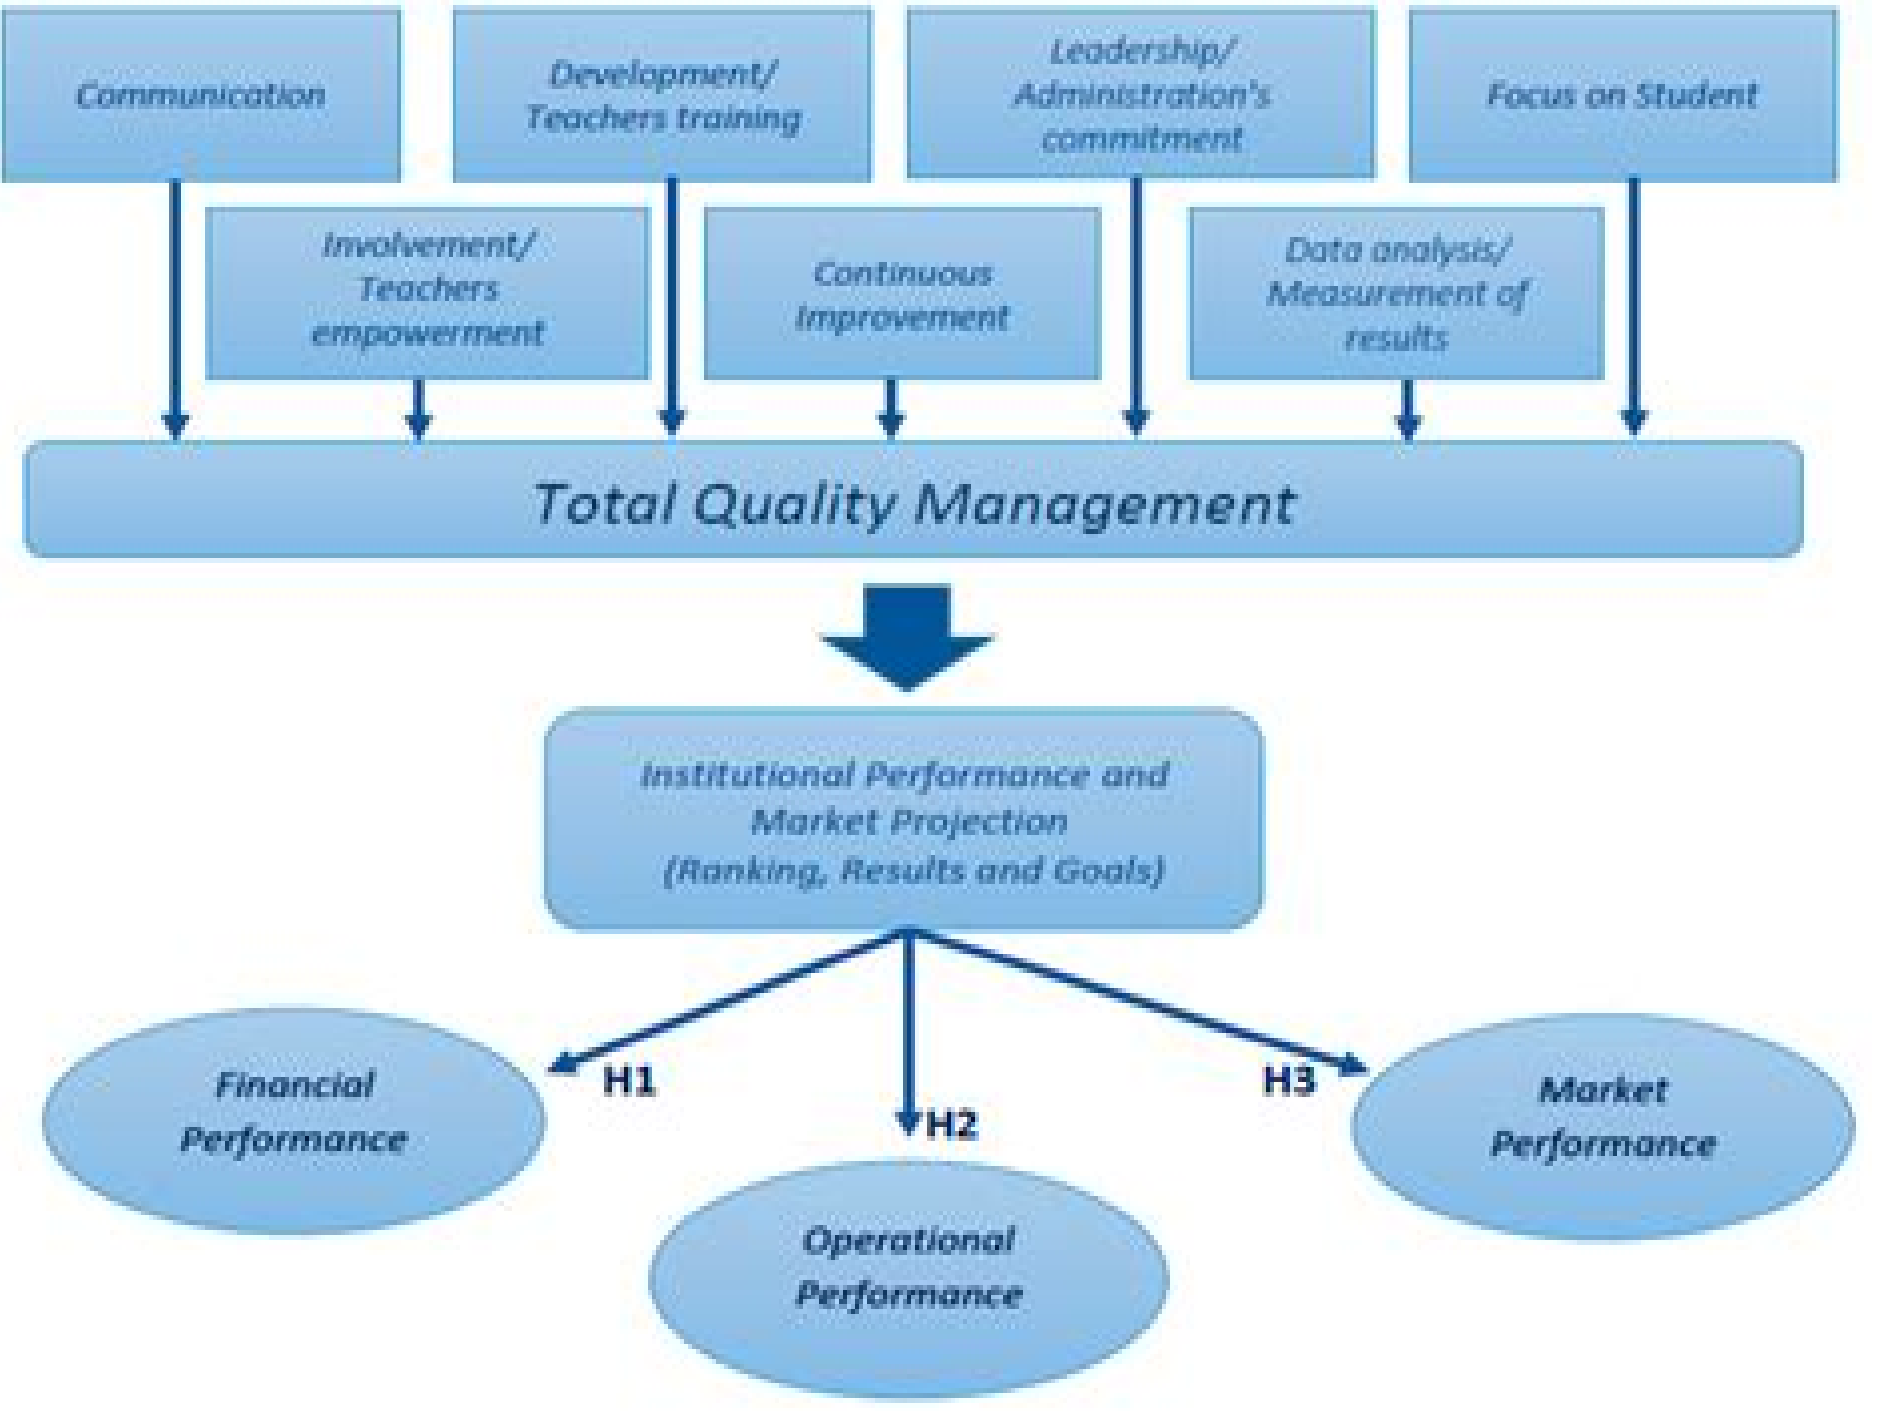 Communication
Development/
Teachers training
Leadership/
Administration's
commitment
Focus on Student
Involvement/
Teachers
empowerment
Continuous
Improvement
Data analysis/
Measurement of
results
Total Quality Management
Institutional Performance and
Market Projection
(Ranking, Results and Goals)
H1
H2
H3
Financial
Performance
Operational
Performance
Market
Performance